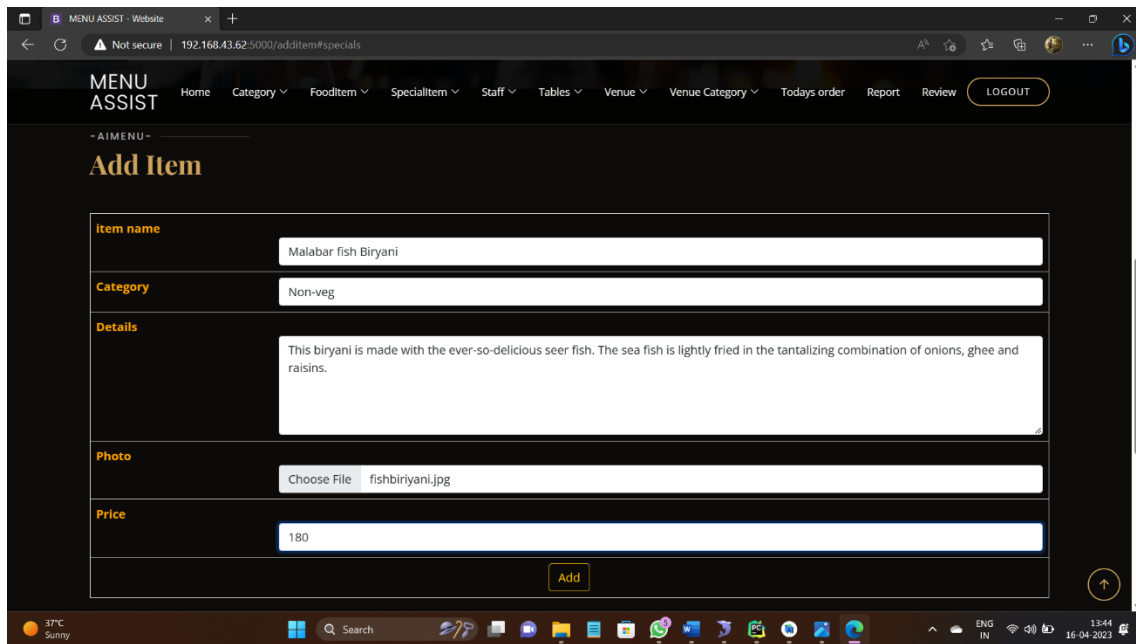 MENU ASSIST - Website
Not secure | 192.168.43.62:5000/additem#specials
MENU
ASSIST
Home Category FoodItem SpecialItem Staff Tables Venue Venue Category Todays order Report Review LOGOUT
-AIMENU-
Add Item
item name
Malabar fish Biryani
Category
Non-veg
Details
This biryani is made with the ever-so-delicious seer fish. The sea fish is lightly fried in the tantalizing combination of onions, ghee and
raisins.
Photo
Choose File fishbiriyani.jpg
Price
180
Add
37°C
Sunny
Search
ENG
IN
13:44
16-04-2023